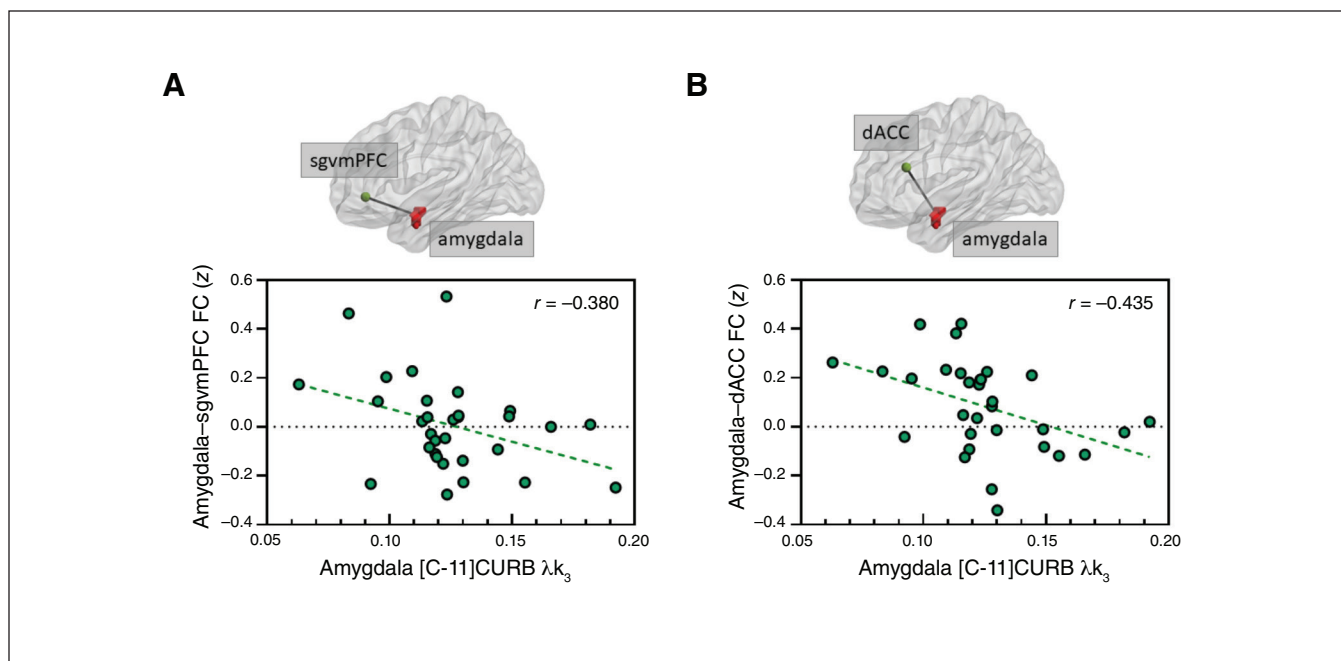 A
sgvmPFC
amygdala
Amygdala–sgvmPFC FC (z)
0.6
0.4
0.2
0.0
–0.2
–0.4
r = –0.380
0.05
0.10
0.15
0.20
Amygdala [C-11]CURB λk₃
B
dACC
amygdala
Amygdala–dACC FC (z)
0.6
0.4
0.2
0.0
–0.2
–0.4
r = –0.435
0.05
0.10
0.15
0.20
Amygdala [C-11]CURB λk₃